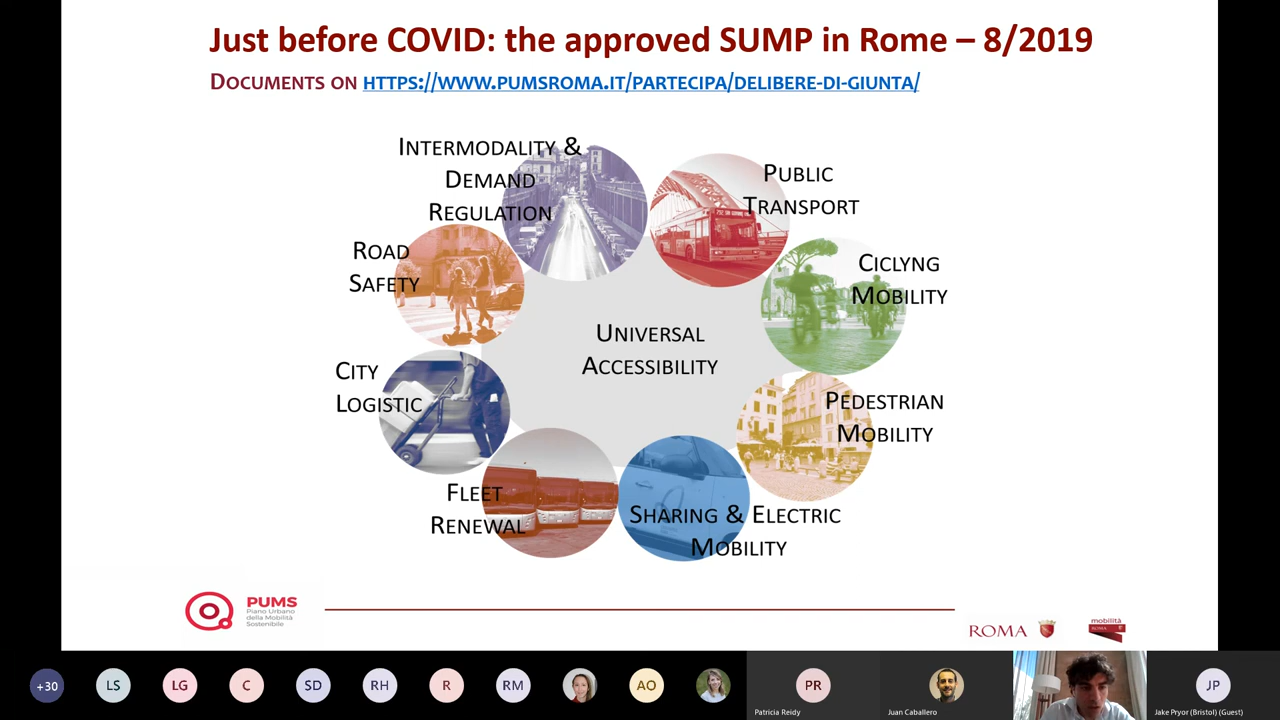 Just before COVID: the approved SUMP in Rome – 8/2019
DOCUMENTS ON HTTPS://WWW.PUMSROMA.IT/PARTECIPA/DELIBERE-DI-GIUNTA/
INTERMODALITY &
DEMAND
REGULATION
PUBLIC
TRANSPORT
ROAD
SAFETY
CICLYNG
MOBILITY
UNIVERSAL
ACCESSIBILITY
CITY
LOGISTIC
PEDESTRIAN
MOBILITY
FLEET
RENEWAL
SHARING & ELECTRIC
MOBILITY
PUMS
Piano Urbano
della Mobilità
Sostenibile
ROMA
mobilità
ROMA
+30
LS
LG
C
SD
RH
R
RM
AO
PR
JP
Patricia Reidy
Juan Caballero
Jake Pryor (Bristol) (Guest)